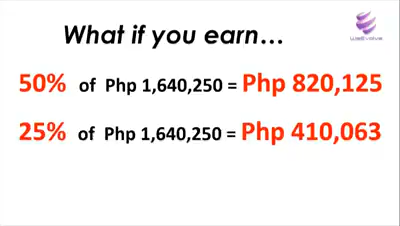 What if you earn...
50% of Php 1,640,250 = Php 820,125
25% of Php 1,640,250 = Php 410,063